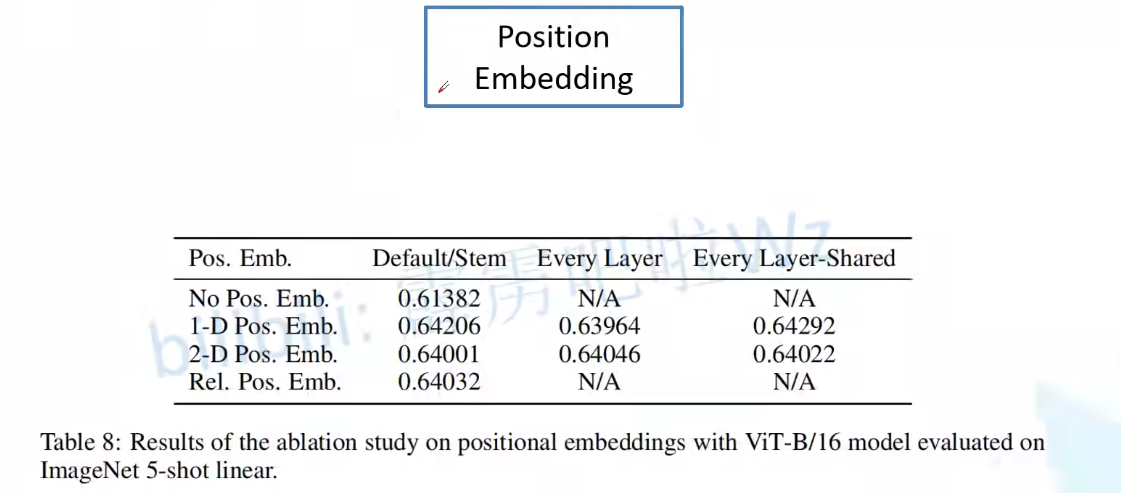 Position
Embedding
bilibili: 霹雳吧啦Wz
Pos. Emb. Default/Stem Every Layer Every Layer-Shared
No Pos. Emb. 0.61382 N/A N/A
1-D Pos. Emb. 0.64206 0.63964 0.64292
2-D Pos. Emb. 0.64001 0.64046 0.64022
Rel. Pos. Emb. 0.64032 N/A N/A
Table 8: Results of the ablation study on positional embeddings with ViT-B/16 model evaluated on
ImageNet 5-shot linear.